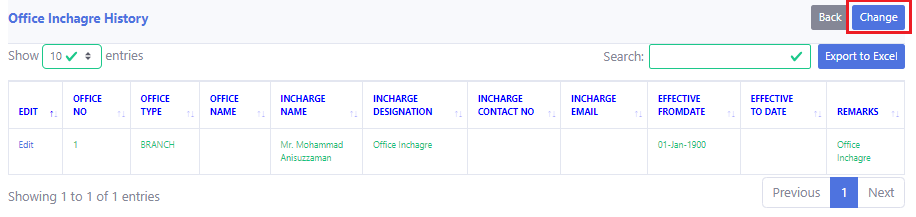 Office Inchagre History
Back
Change
Show 10 entries
Search:
Export to Excel
EDIT
OFFICE NO
OFFICE TYPE
OFFICE NAME
INCHARGE NAME
INCHARGE DESIGNATION
INCHARGE CONTACT NO
INCHARGE EMAIL
EFFECTIVE FROMDATE
EFFECTIVE TO DATE
REMARKS
Edit
1
BRANCH
Mr. Mohammad
Anisuzzaman
Office Inchagre
01-Jan-1900
Office
Inchagre
Showing 1 to 1 of 1 entries
Previous
1
Next